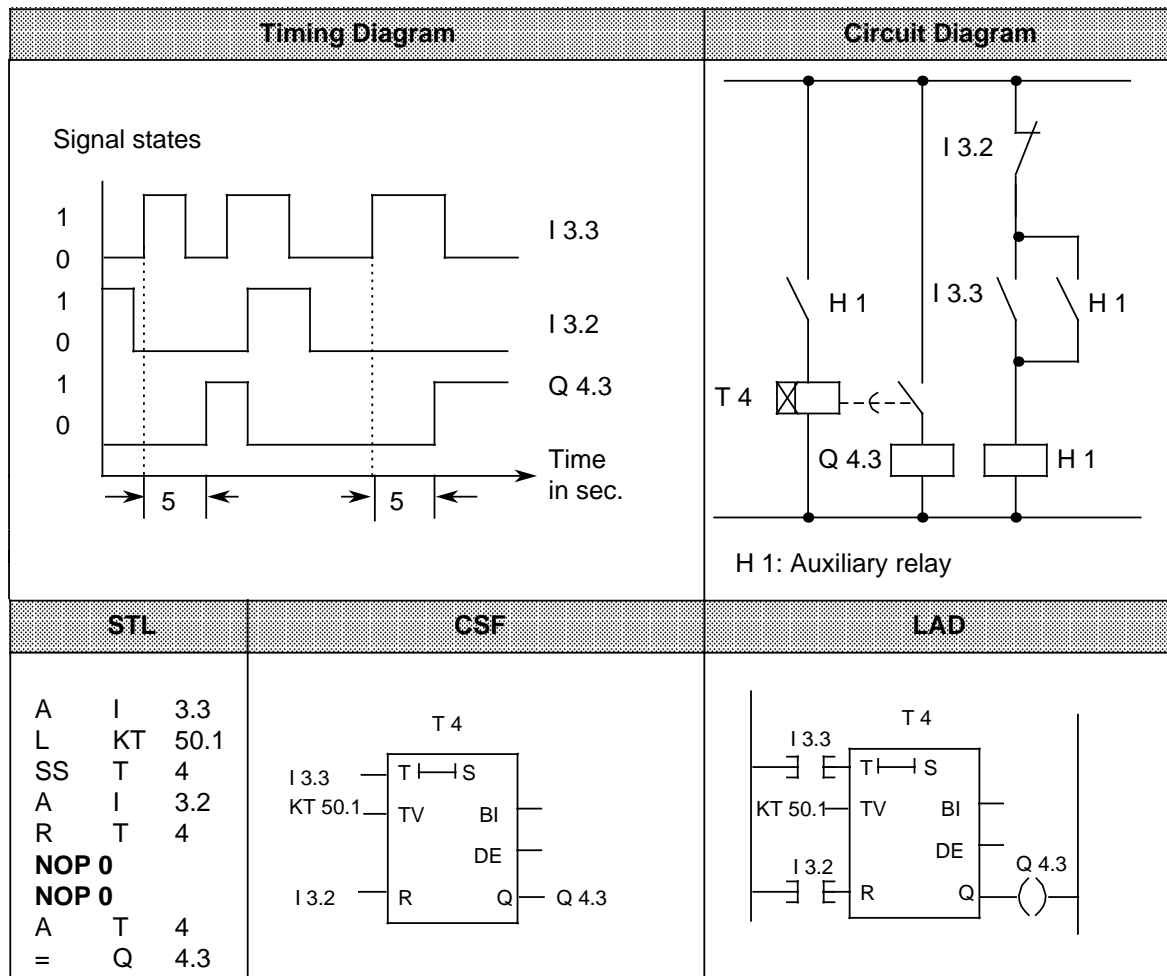 Timing Diagram
Circuit Diagram
Signal states
1
0
I 3.3
1
0
I 3.2
1
0
Q 4.3
Time
in sec.
5
5
I 3.2
H 1
I 3.3
H 1
T 4
Q 4.3
H 1
H 1: Auxiliary relay
STL
CSF
LAD
A I 3.3
L KT 50.1
SS T 4
A I 3.2
R T 4
NOP 0
NOP 0
A T 4
= Q 4.3
T 4
I 3.3 T S
KT 50.1 TV BI
DE
I 3.2 R Q Q 4.3
T 4
I 3.3
T S
KT 50.1 TV BI
DE
I 3.2 Q 4.3
R Q